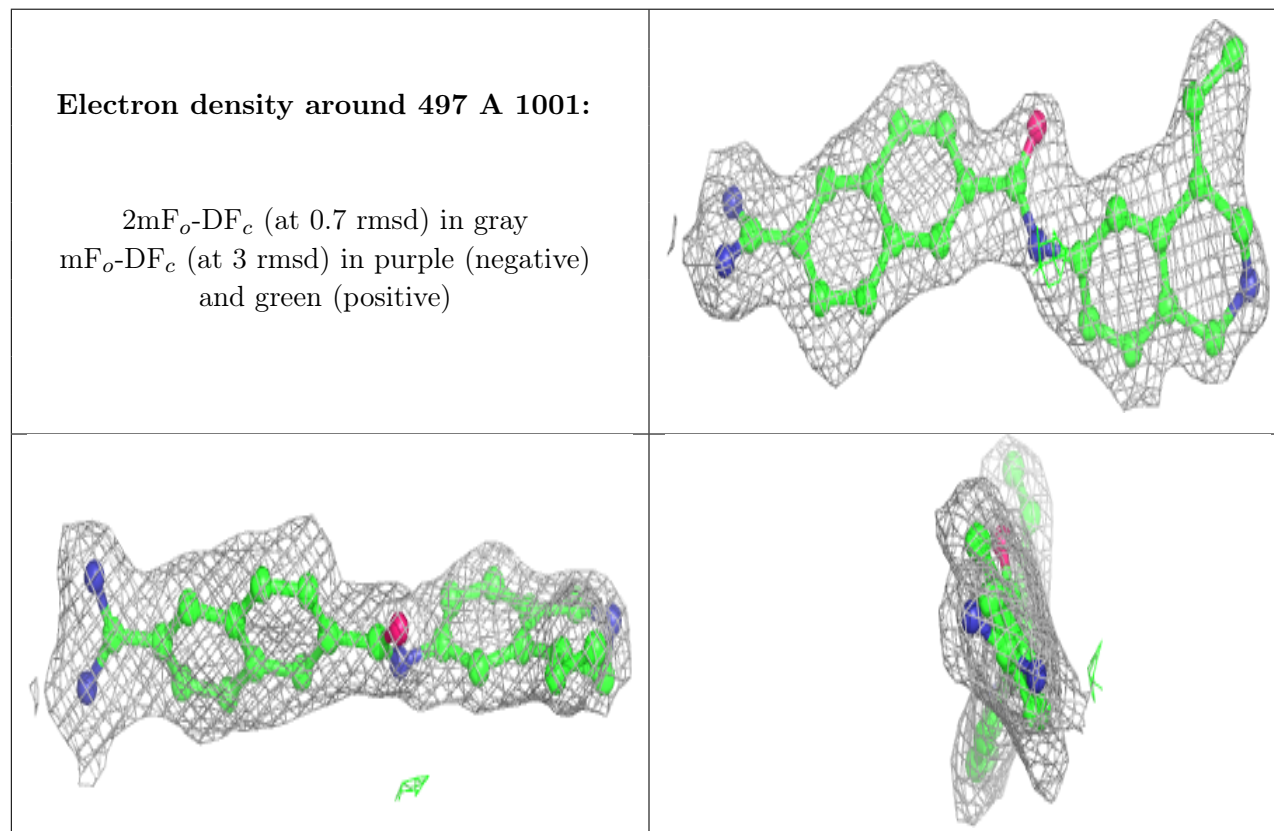 Electron density around 497 A 1001:
2mFo-DFc (at 0.7 rmsd) in gray
mFo-DFc (at 3 rmsd) in purple (negative)
and green (positive)